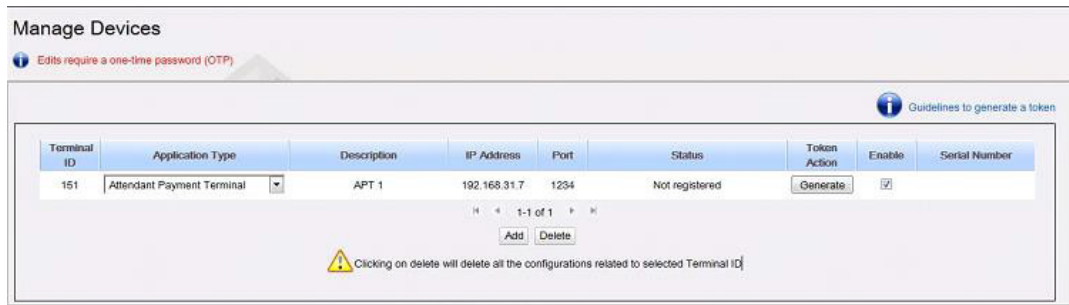 Manage Devices
Edits require a one-time password (OTP)
Guidelines to generate a token
Terminal ID Application Type Description IP Address Port Status Token Action Enable Serial Number
151 Attendant Payment Terminal APT 1 192.168.31.7 1234 Not registered Generate
1-1 of 1
Add Delete
Clicking on delete will delete all the configurations related to selected Terminal ID